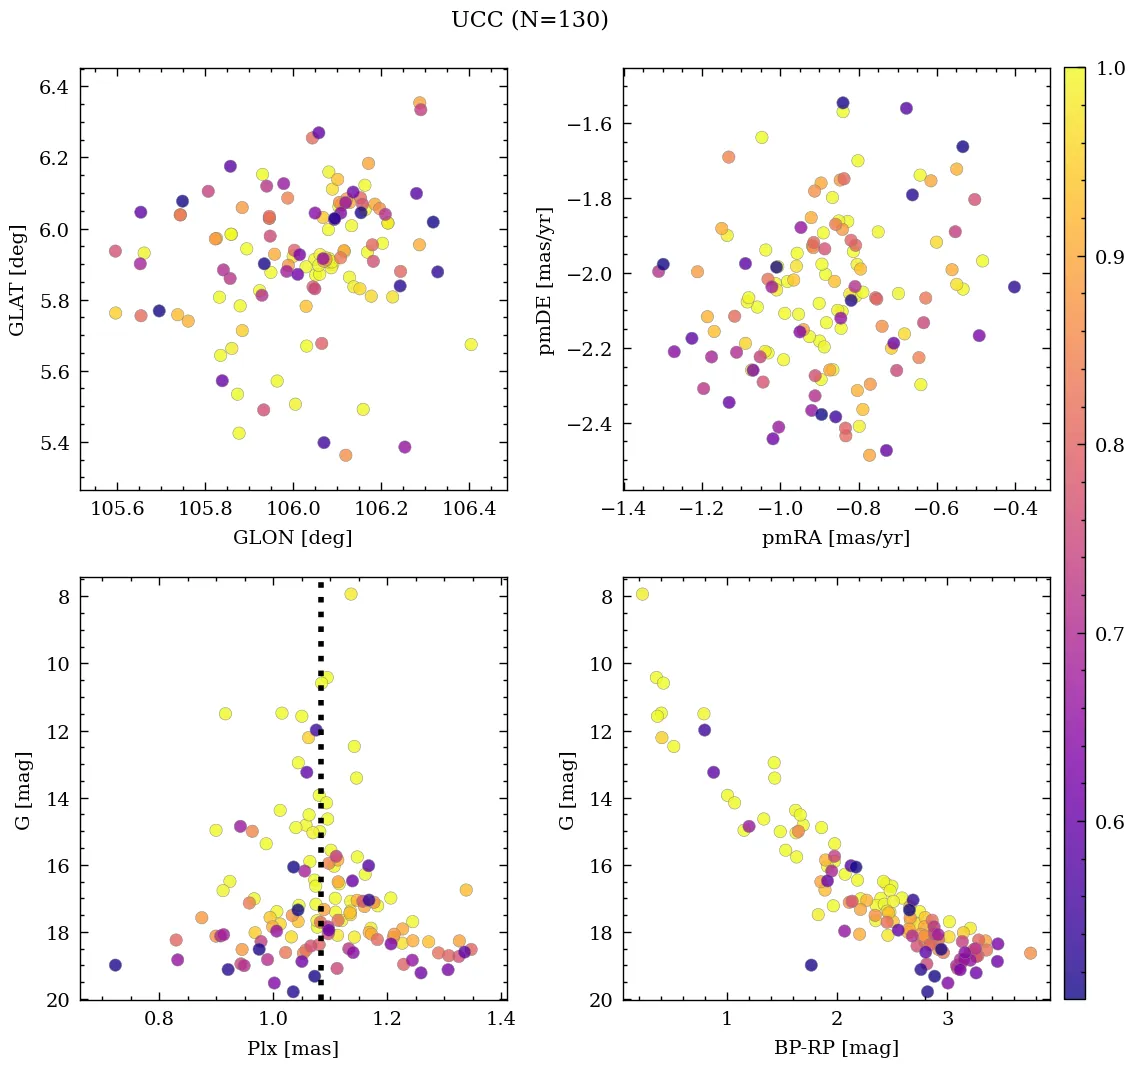 UCC (N=130)
6.4
6.2
6.0
5.8
5.6
5.4
GLAT [deg]
105.6 105.8 106.0 106.2 106.4
GLON [deg]
−1.6
−1.8
−2.0
−2.2
−2.4
pmDE [mas/yr]
−1.4 −1.2 −1.0 −0.8 −0.6 −0.4
pmRA [mas/yr]
8
10
12
14
16
18
20
G [mag]
0.8 1.0 1.2 1.4
Plx [mas]
8
10
12
14
16
18
20
G [mag]
1 2 3
BP-RP [mag]
1.0
0.9
0.8
0.7
0.6